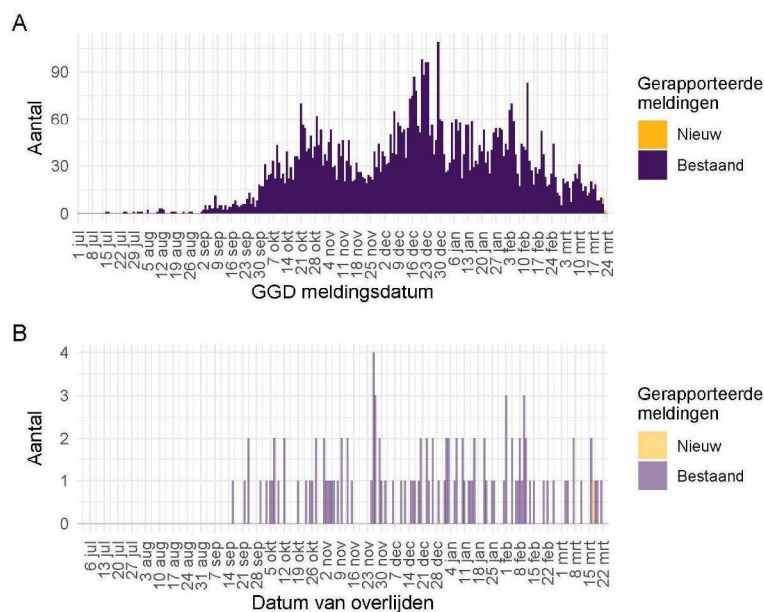 A
Aantal
90
60
30
0
1 jul
8 jul
15 jul
22 jul
29 jul
5 aug
12 aug
19 aug
26 aug
2 sep
9 sep
16 sep
23 sep
30 sep
7 okt
14 okt
21 okt
28 okt
4 nov
11 nov
18 nov
25 nov
2 dec
9 dec
16 dec
23 dec
30 dec
6 jan
13 jan
20 jan
27 jan
3 feb
10 feb
17 feb
24 feb
3 mrt
10 mrt
17 mrt
24 mrt
GGD meldingsdatum
Gerapporteerde
meldingen
Nieuw
Bestaand
B
Aantal
4
3
2
1
0
6 jul
13 jul
20 jul
27 jul
3 aug
10 aug
17 aug
24 aug
31 aug
7 sep
14 sep
21 sep
28 sep
5 okt
12 okt
19 okt
26 okt
2 nov
9 nov
16 nov
23 nov
30 nov
7 dec
14 dec
21 dec
28 dec
4 jan
11 jan
18 jan
25 jan
1 feb
8 feb
15 feb
22 feb
1 mrt
8 mrt
15 mrt
22 mrt
Datum van overlijden
Gerapporteerde
meldingen
Nieuw
Bestaand